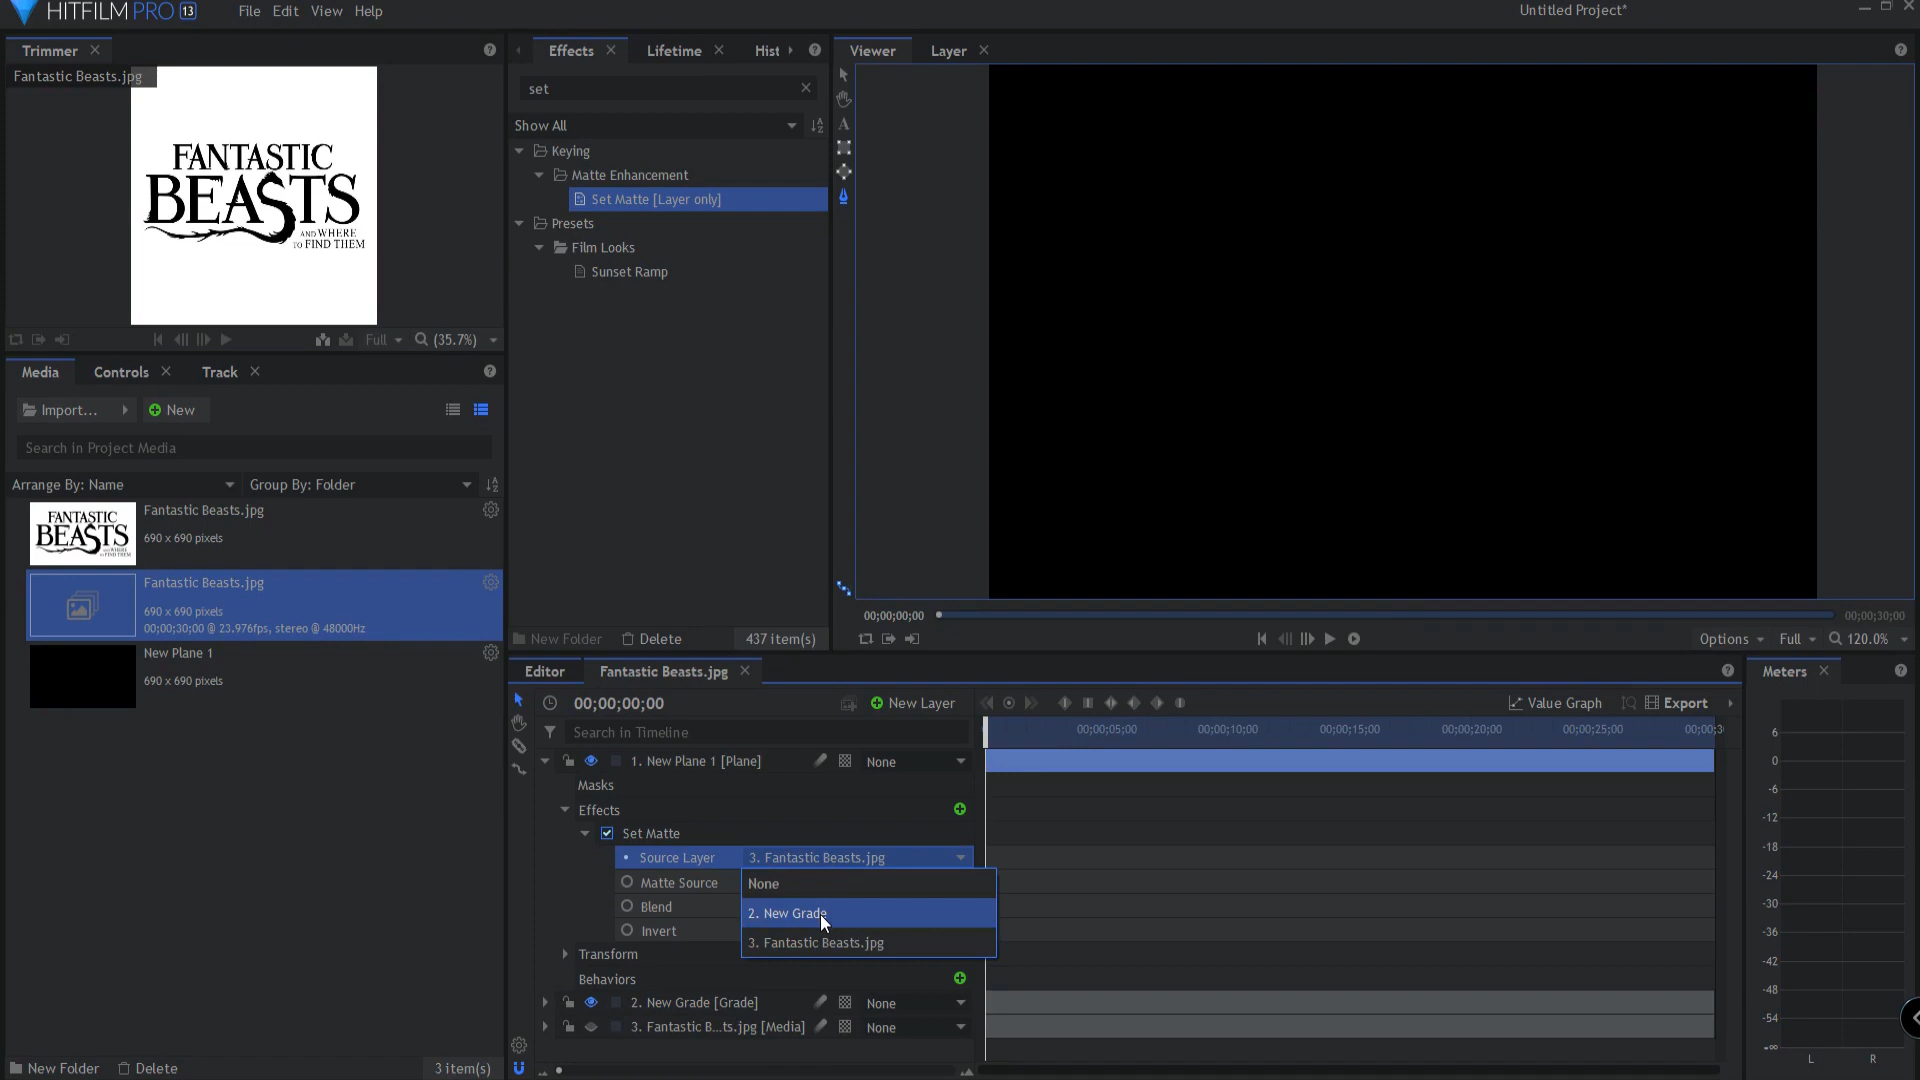 HITFILM PRO 13 File Edit View Help Untitled Project*
Trimmer
Fantastic Beasts.jpg
FANTASTIC
BEASTS
AND WHERE
TO FIND THEM
Full (35.7%)
Media Controls Track
Import... New
Search in Project Media
Arrange By: Name Group By: Folder
FANTASTIC
BEASTS
Fantastic Beasts.jpg
690 x 690 pixels
Fantastic Beasts.jpg
690 x 690 pixels
00;00;30;00 @ 23.976fps, stereo @ 48000Hz
New Plane 1
690 x 690 pixels
New Folder Delete 3 item(s)
Effects Lifetime Hist
set
Show All
Keying
Matte Enhancement
Set Matte [Layer only]
Presets
Film Looks
Sunset Ramp
New Folder Delete 437 item(s)
Viewer Layer
A
00;00;00;00 00;00;30;00
Options Full 120.0%
Editor Fantastic Beasts.jpg
00;00;00;00 New Layer Value Graph Export
Search in Timeline
00;00;05;00 00;00;10;00 00;00;15;00 00;00;20;00 00;00;25;00 00;00;3
1. New Plane 1 [Plane] None
Masks
Effects
Set Matte
Source Layer 3. Fantastic Beasts.jpg
Matte Source
Blend
Invert
None
2. New Grade
3. Fantastic Beasts.jpg
Transform
Behaviors
2. New Grade [Grade] None
3. Fantastic B...ts.jpg [Media] None
Meters
6
0
-6
-12
-18
-24
-30
-36
-42
-48
-54
-∞
L R